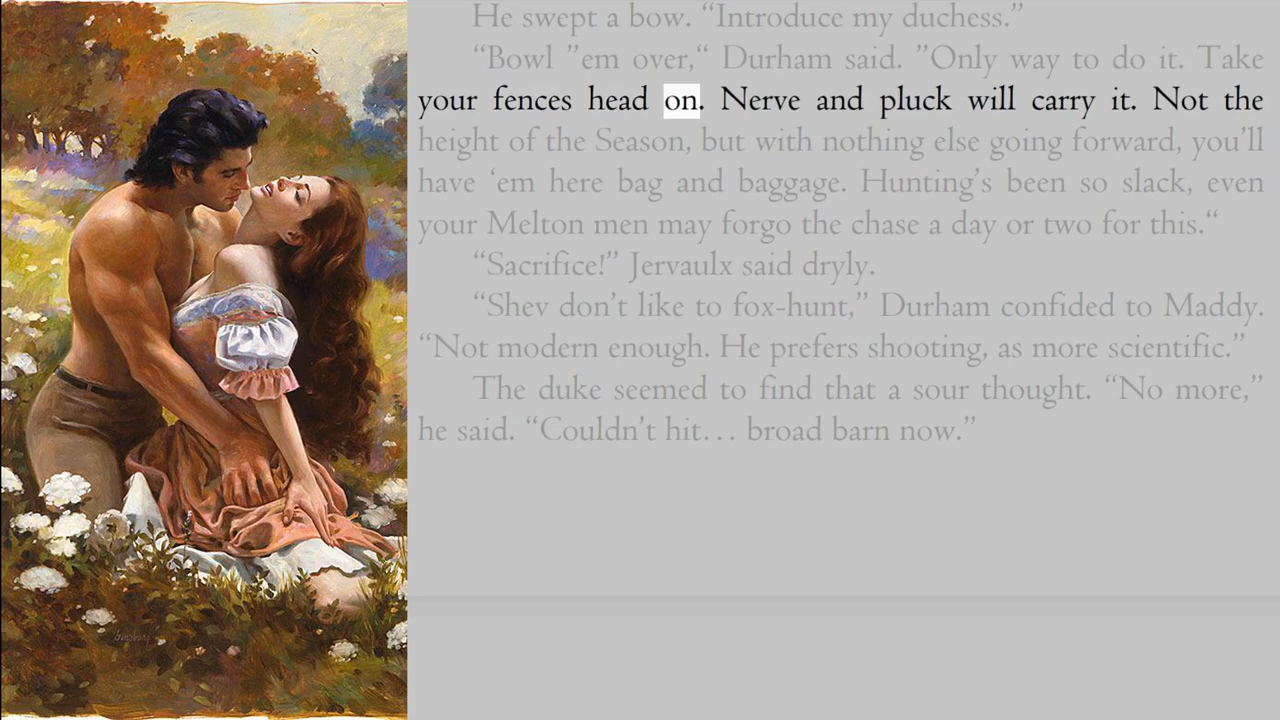 He swept a bow. “Introduce my duchess.”
“Bowl ”em over,“ Durham said. ”Only way to do it. Take
your fences head on. Nerve and pluck will carry it. Not the
height of the Season, but with nothing else going forward, you’ll
have ‘em here bag and baggage. Hunting’s been so slack, even
your Melton men may forgo the chase a day or two for this.“
“Sacrifice!” Jervaulx said dryly.
“Shev don’t like to fox-hunt,” Durham confided to Maddy.
“Not modern enough. He prefers shooting, as more scientific.”
The duke seemed to find that a sour thought. “No more,”
he said. “Couldn’t hit… broad barn now.”